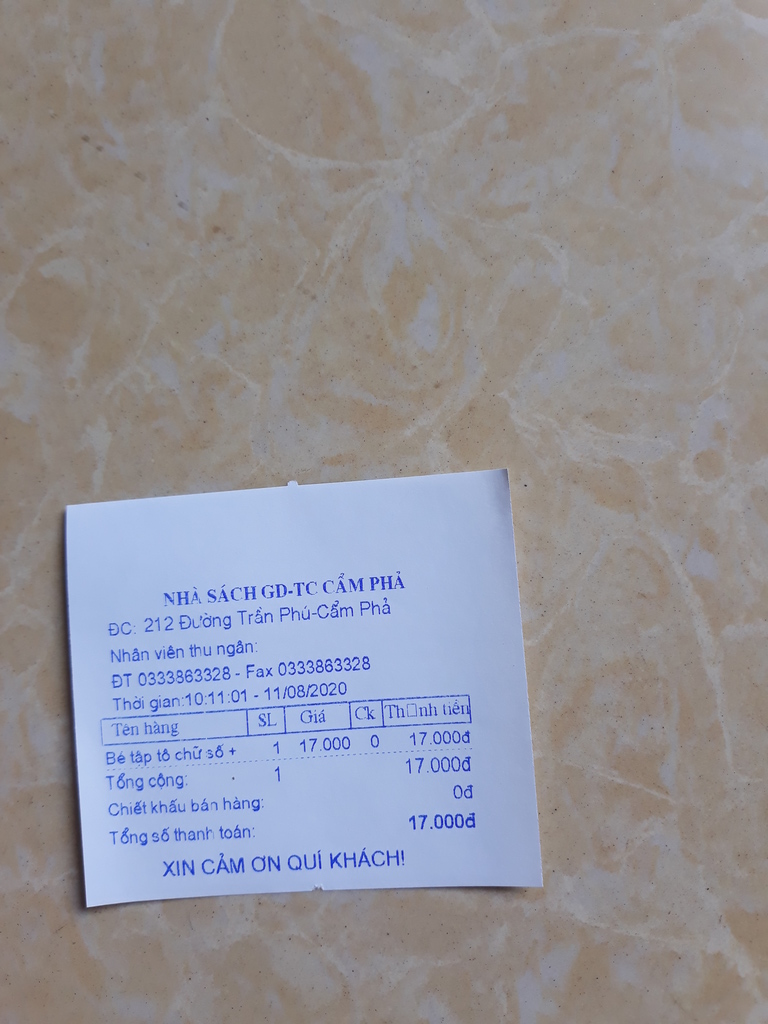 NHÀ SÁCH GD-TC CẨM PHẢ
ĐC: 212 Đường Trần Phú-Cẩm Phả
Nhân viên thu ngân:
ĐT 0333863328 - Fax 0333863328
Thời gian:10:11:01 - 11/08/2020
Tên hàng SL Giá Ck Th□nh tiền
Bé tập tô chữ số + 1 17.000 0 17.000đ
Tổng cộng: 1 17.000đ
Chiết khấu bán hàng: 0đ
Tổng số thanh toán: 17.000đ
XIN CẢM ƠN QUÍ KHÁCH!